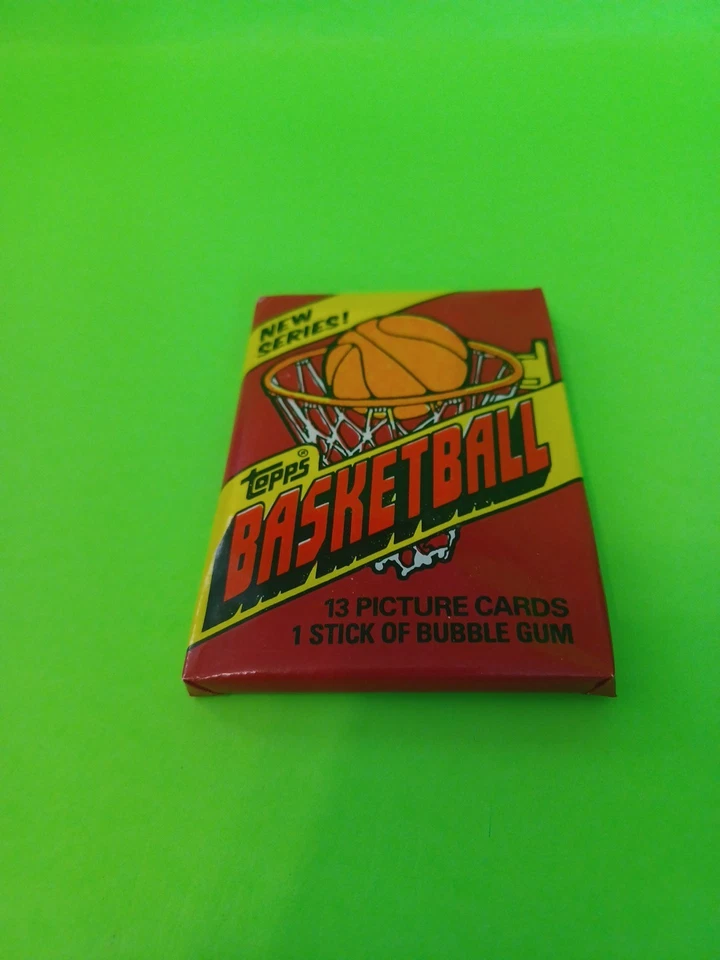 NEW
SERIES!
TOPPS®
BASKETBALL
13 PICTURE CARDS
1 STICK OF BUBBLE GUM